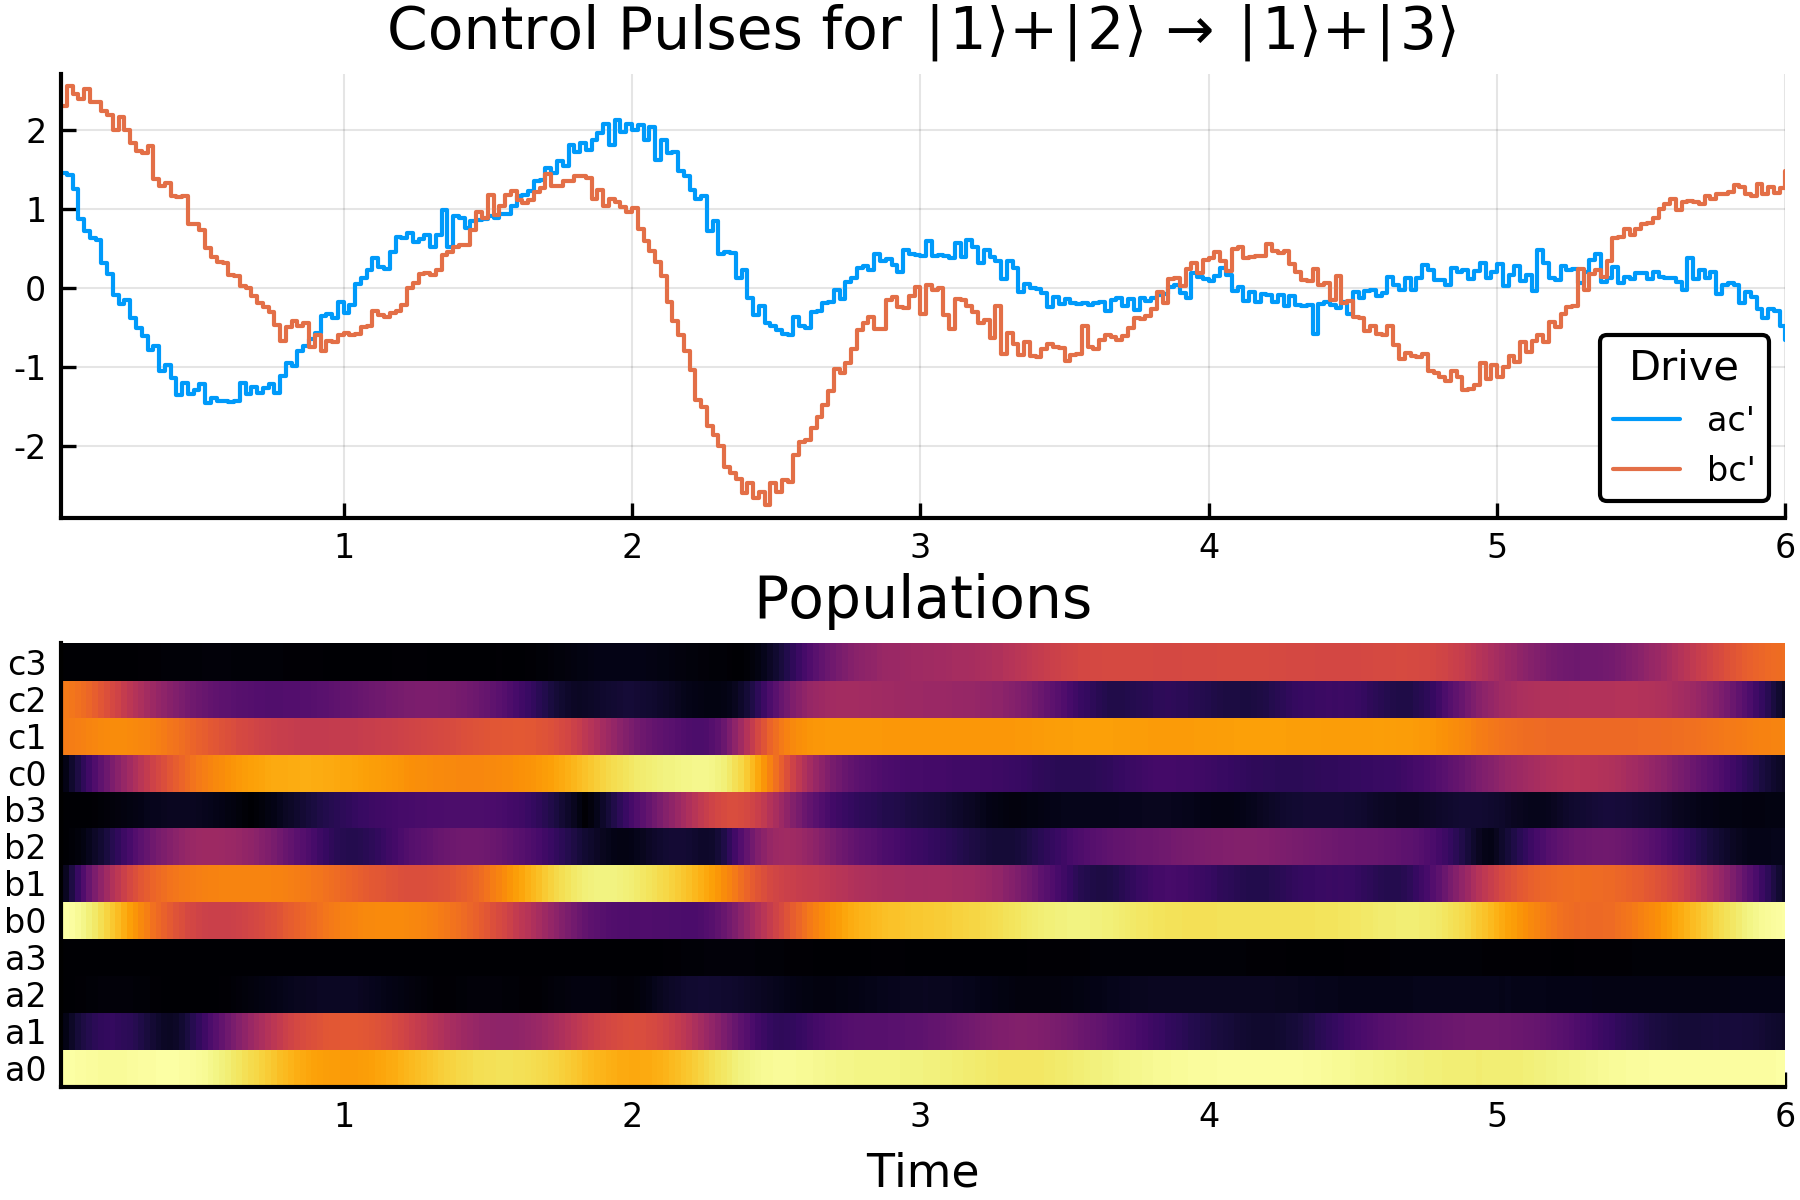 Control Pulses for |1⟩+|2⟩ → |1⟩+|3⟩
2
1
0
-1
-2
Drive
ac'
bc'
1 2 3 4 5 6
Populations
c3
c2
c1
c0
b3
b2
b1
b0
a3
a2
a1
a0
1 2 3 4 5 6
Time